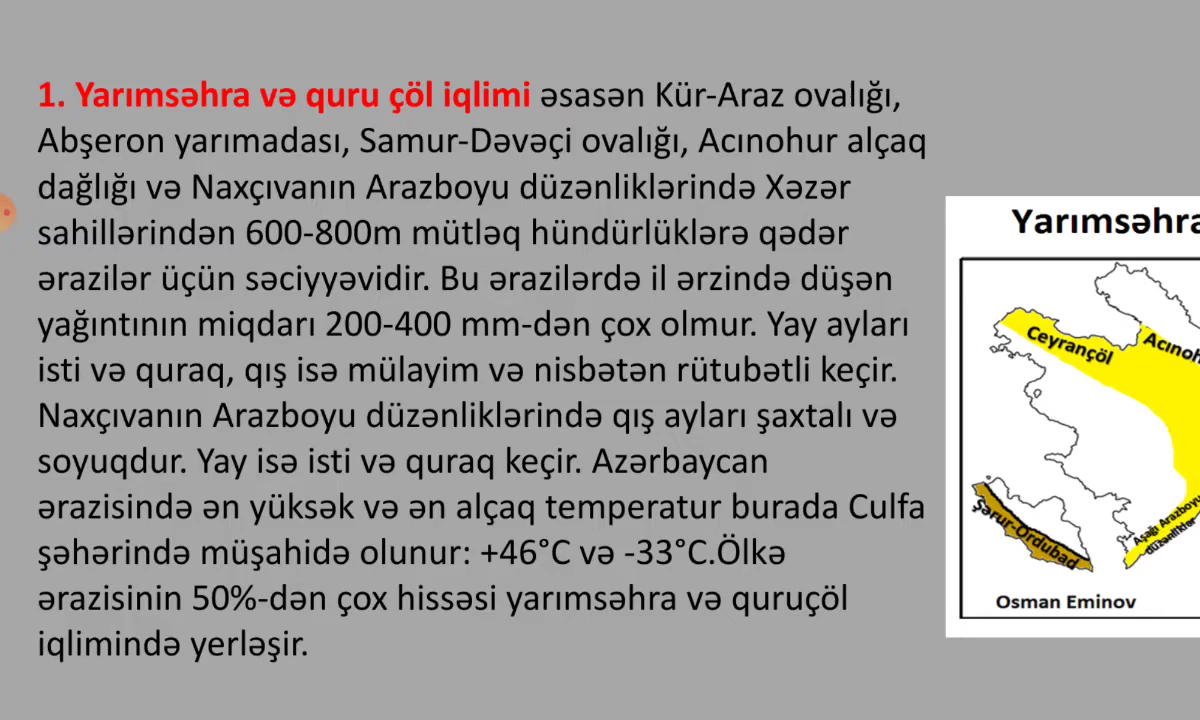 1. Yarımsəhra və quru çöl iqlimi əsasən Kür-Araz ovalığı,
Abşeron yarımadası, Samur-Dəvəçi ovalığı, Acınohur alçaq
dağlığı və Naxçıvanın Arazboyu düzənliklərində Xəzər
sahillərindən 600-800m mütləq hündürlüklərə qədər
ərazilər üçün səciyyəvidir. Bu ərazilərdə il ərzində düşən
yağıntının miqdarı 200-400 mm-dən çox olmur. Yay ayları
isti və quraq, qış isə mülayim və nisbətən rütubətli keçir.
Naxçıvanın Arazboyu düzənliklərində qış ayları şaxtalı və
soyuqdur. Yay isə isti və quraq keçir. Azərbaycan
ərazisində ən yüksək və ən alçaq temperatur burada Culfa
şəhərində müşahidə olunur: +46°C və -33°C.Ölkə
ərazisinin 50%-dən çox hissəsi yarımsəhra və quruçöl
iqlimində yerləşir.
Yarımsəhra
Ceyrançöl
Acınoh
Şərur-Ordubad
Aşağı Arazboyu
düzənliklər
Osman Eminov